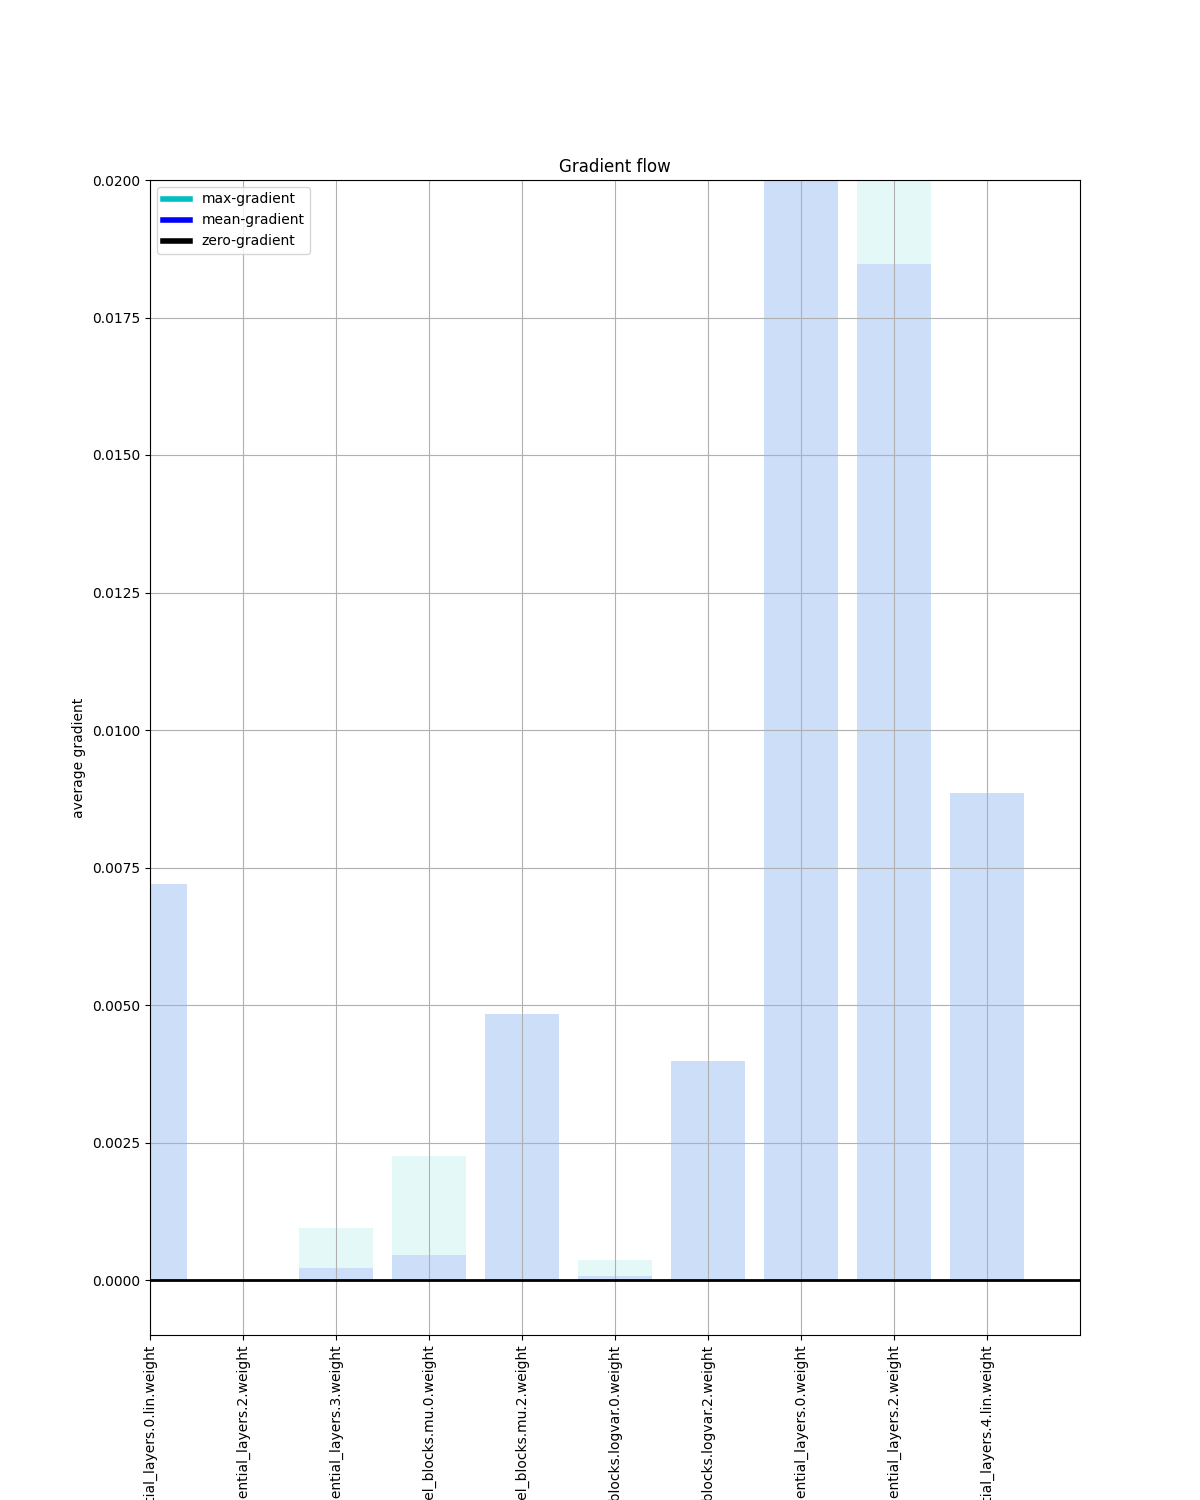 Gradient flow
max-gradient
mean-gradient
zero-gradient
0.0200
0.0175
0.0150
0.0125
0.0100
0.0075
0.0050
0.0025
0.0000
average gradient
tial_layers.0.lin.weight
ential_layers.2.weight
ential_layers.3.weight
el_blocks.mu.0.weight
el_blocks.mu.2.weight
blocks.logvar.0.weight
blocks.logvar.2.weight
ential_layers.0.weight
ential_layers.2.weight
tial_layers.4.lin.weight